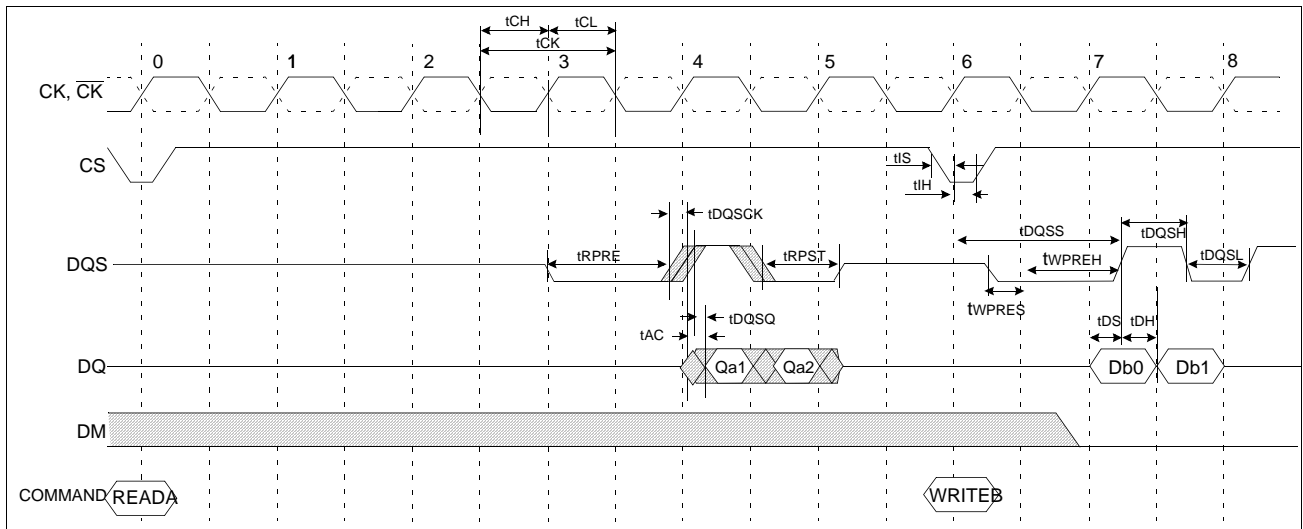 tCH tCL
tCK
0 1 2 3 4 5 6 7 8
CK, CK
CS
tIS
tIH
tDQSCK
tDQSS
tDQSH
DQS
tRPRE
tRPST
tWPREH
tDQSL
tWPRES
tDQSQ
tAC
tDS tDH
DQ
Qa1 Qa2 Db0 Db1
DM
COMMAND READA WRITEB